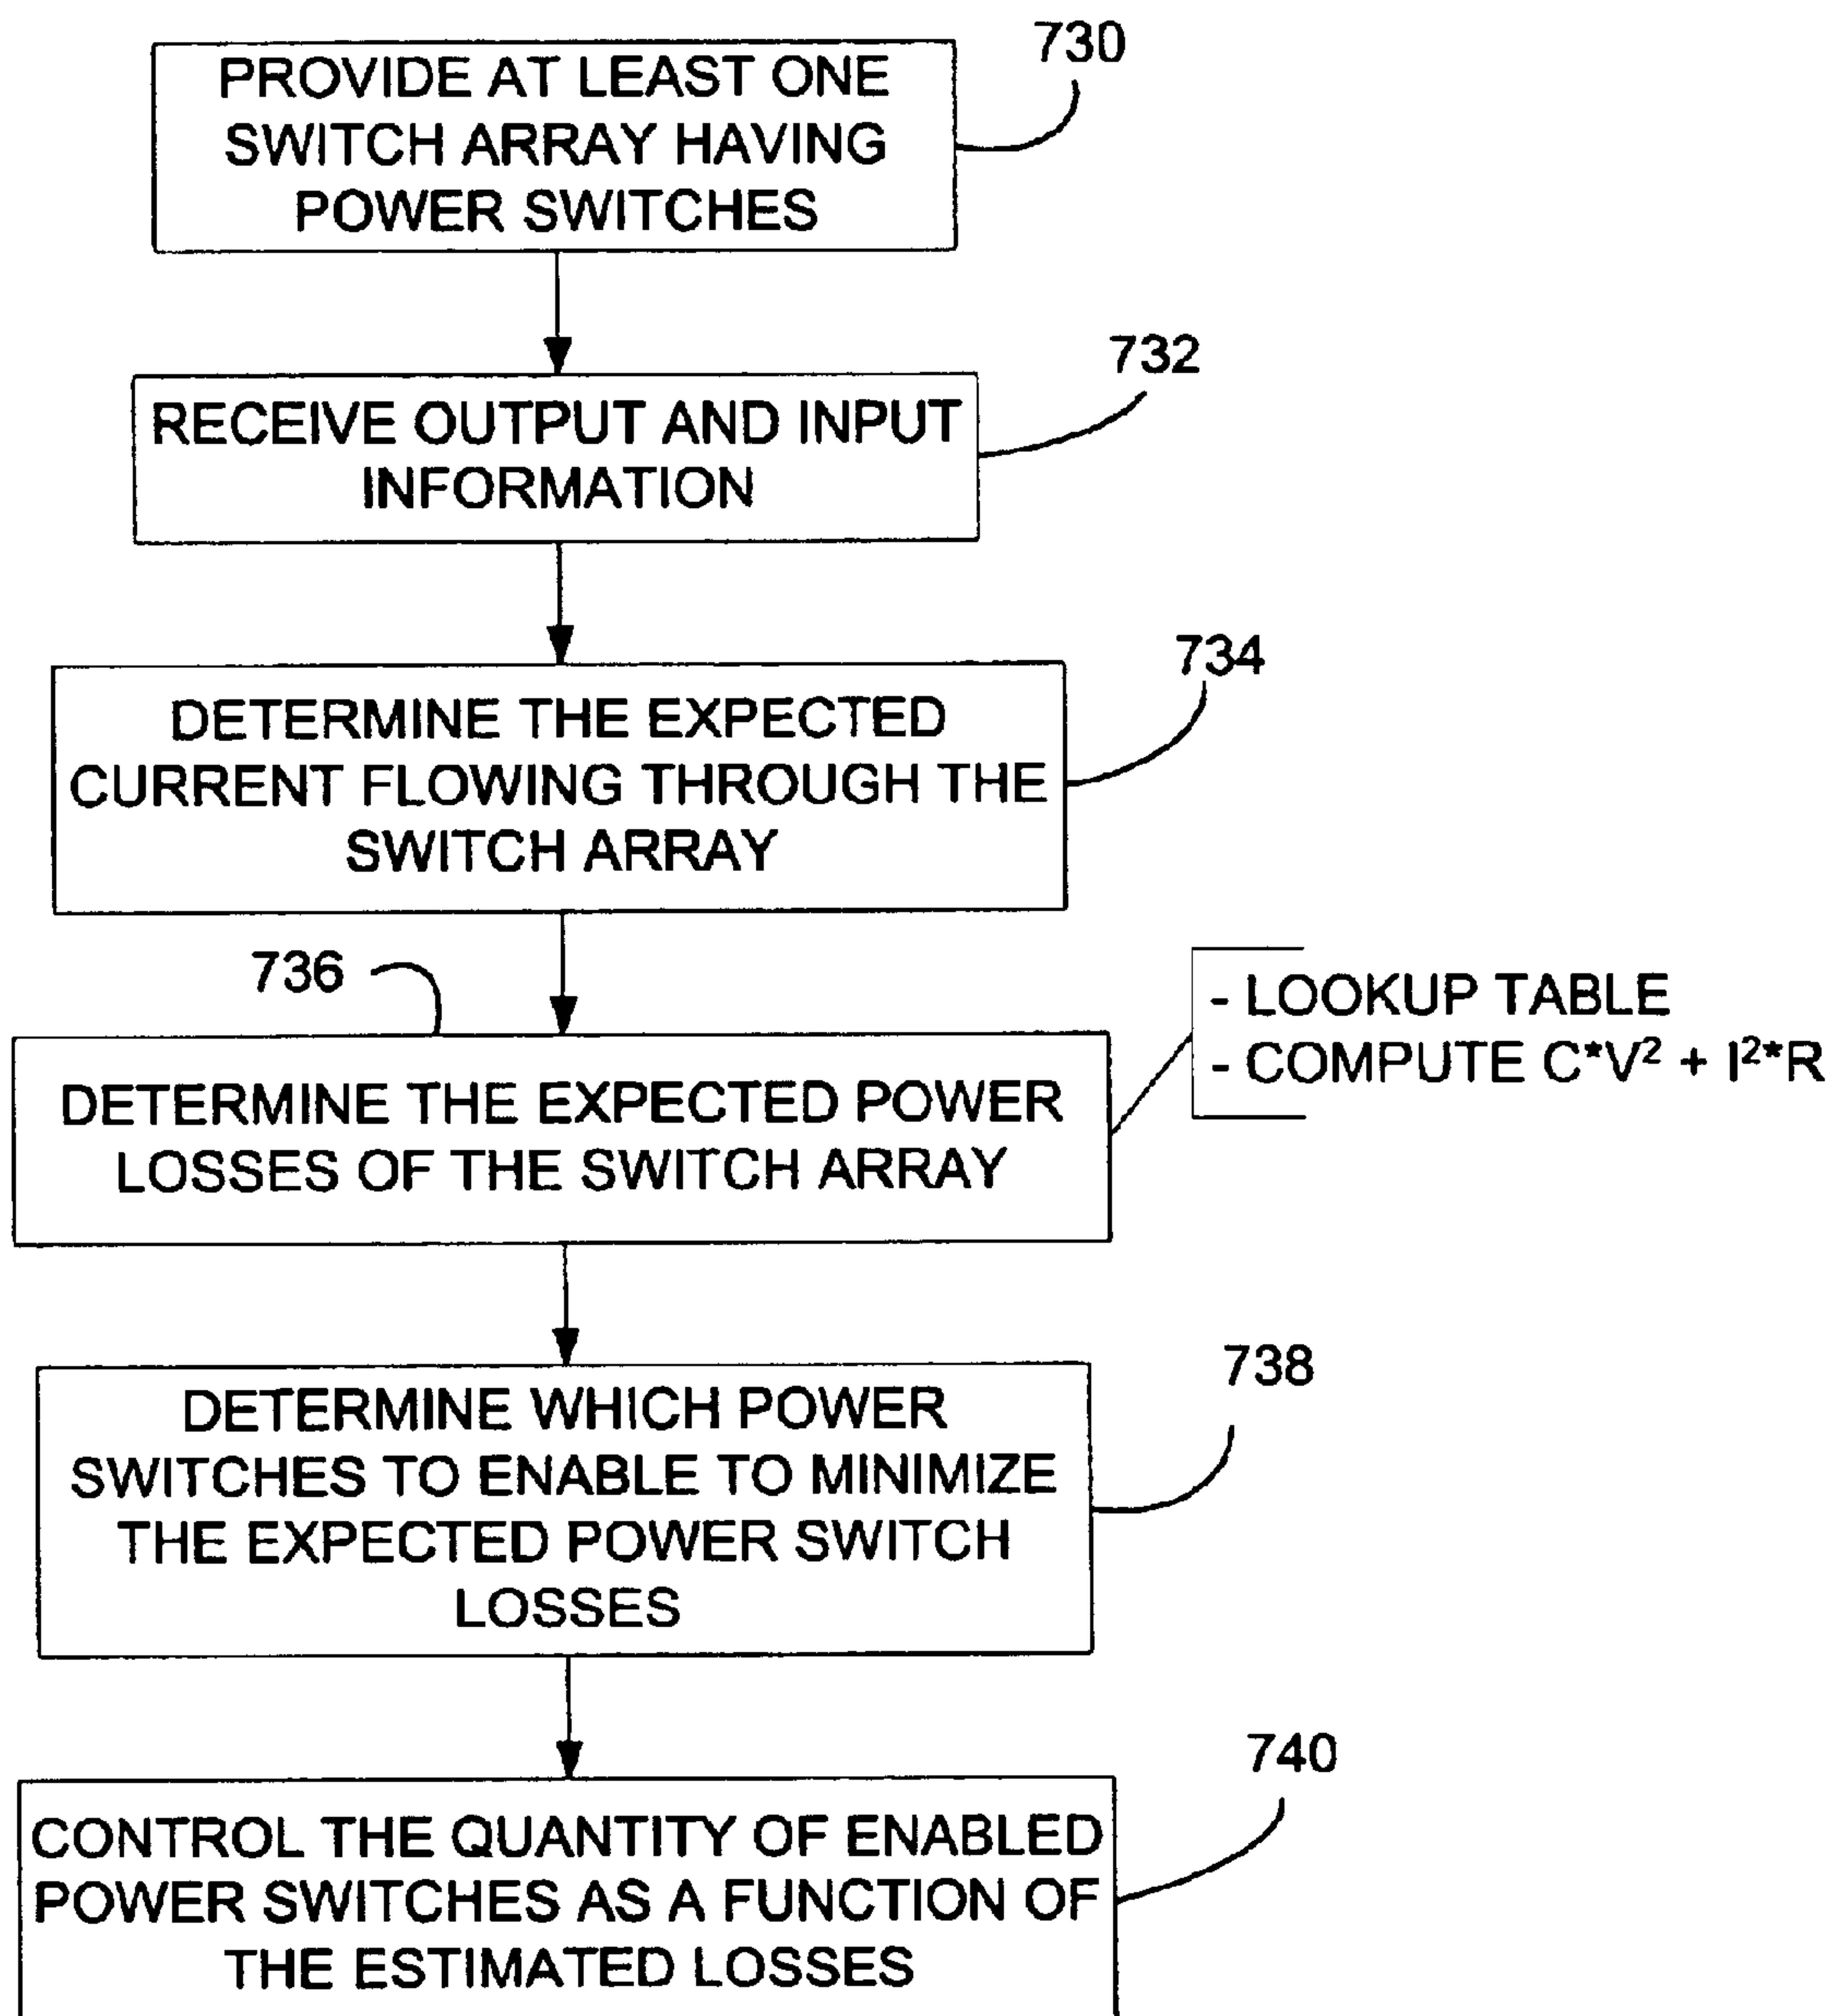 730
PROVIDE AT LEAST ONE
SWITCH ARRAY HAVING
POWER SWITCHES
732
RECEIVE OUTPUT AND INPUT
INFORMATION
734
DETERMINE THE EXPECTED
CURRENT FLOWING THROUGH THE
SWITCH ARRAY
736
- LOOKUP TABLE
- COMPUTE C*V² + I²*R
DETERMINE THE EXPECTED POWER
LOSSES OF THE SWITCH ARRAY
738
DETERMINE WHICH POWER
SWITCHES TO ENABLE TO MINIMIZE
THE EXPECTED POWER SWITCH
LOSSES
740
CONTROL THE QUANTITY OF ENABLED
POWER SWITCHES AS A FUNCTION OF
THE ESTIMATED LOSSES